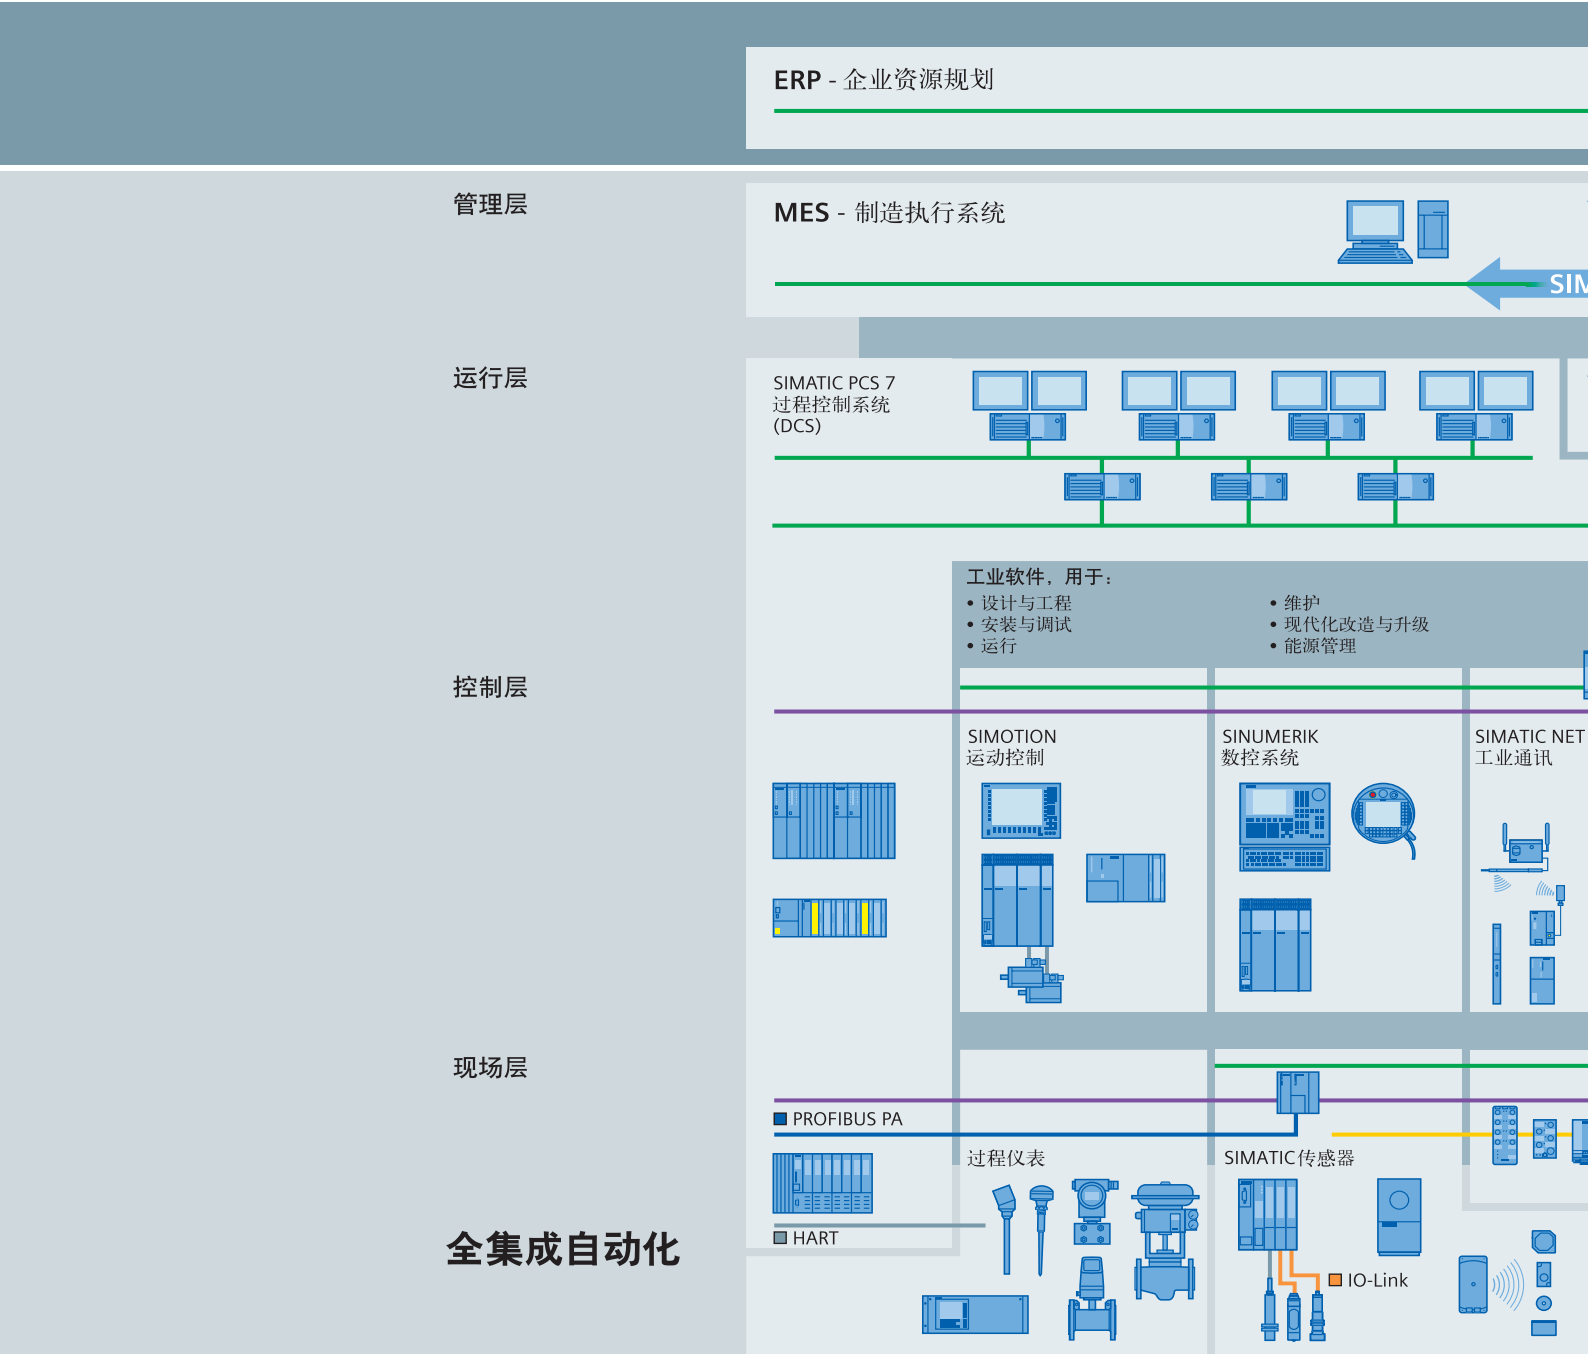 ERP - 企业资源规划
管理层
MES - 制造执行系统
SIM
运行层
SIMATIC PCS 7
过程控制系统
(DCS)
工业软件，用于：
• 设计与工程
• 安装与调试
• 运行
• 维护
• 现代化改造与升级
• 能源管理
控制层
SIMOTION
运动控制
SINUMERIK
数控系统
SIMATIC NET
工业通讯
现场层
PROFIBUS PA
过程仪表
SIMATIC传感器
HART
全集成自动化
IO-Link